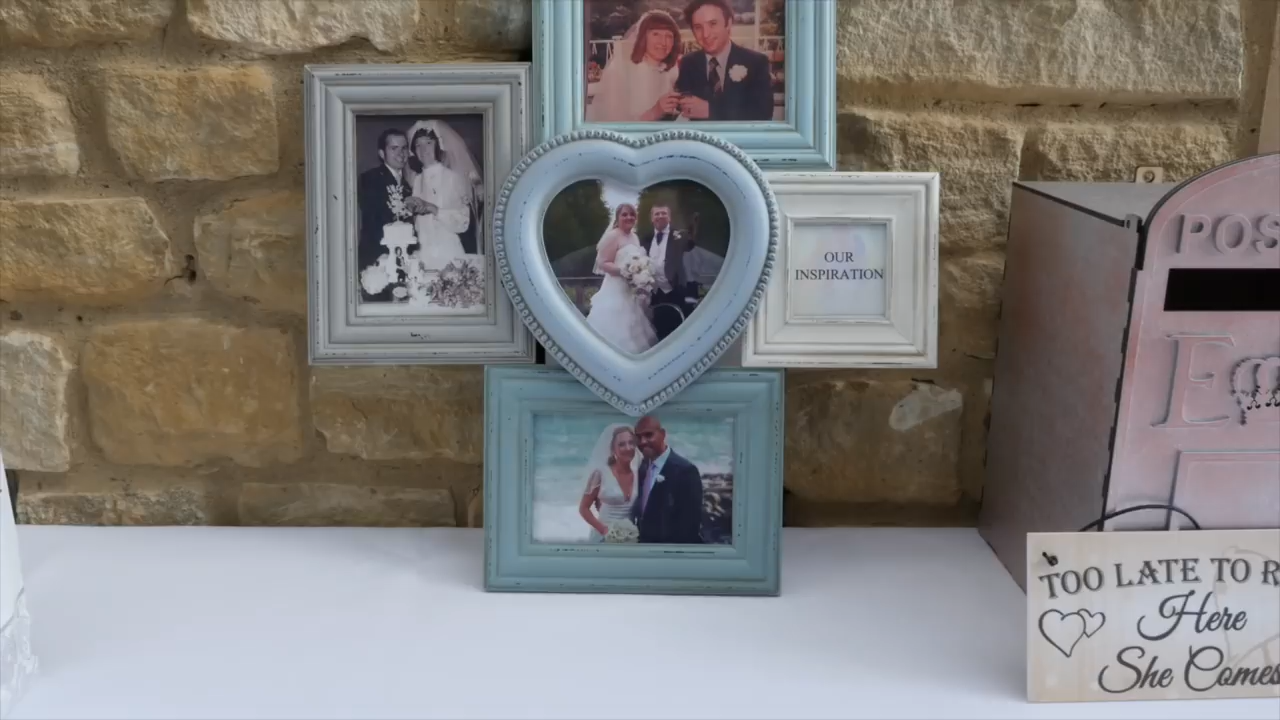 OUR
INSPIRATION
POS
TOO LATE TO R
Here
She Comes